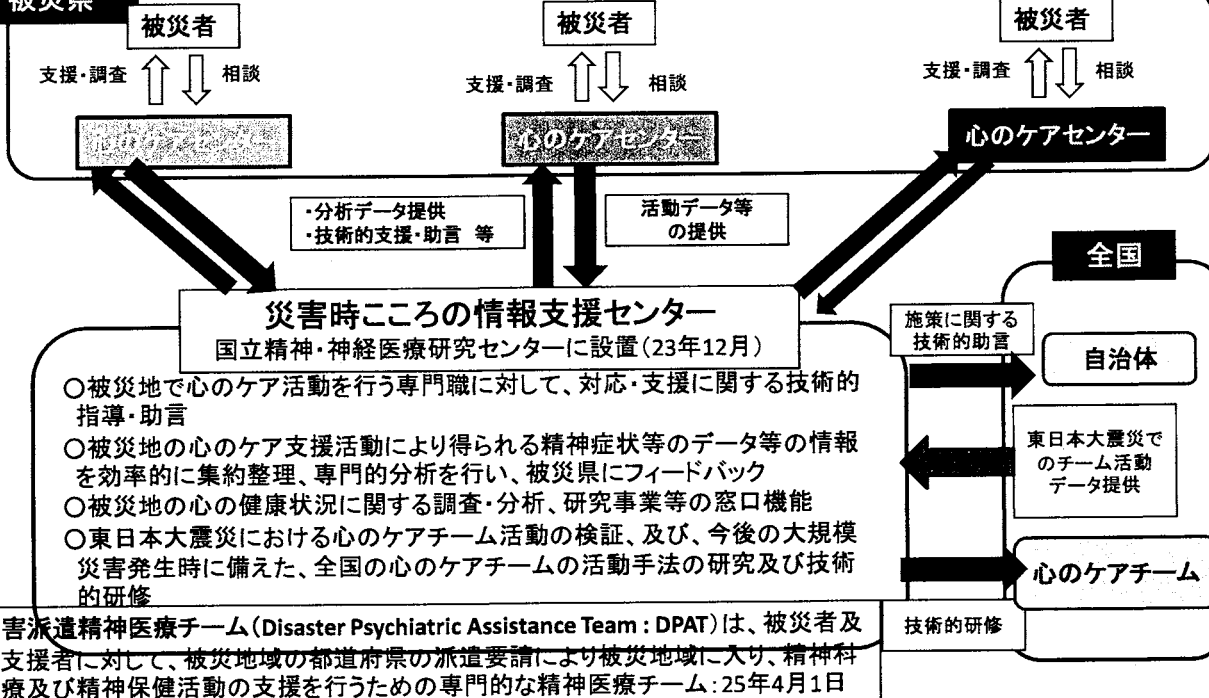 被災県
被災者
被災者
被災者
支援・調査
相談
支援・調査
相談
支援・調査
相談
心のケアセンター
心のケアセンター
心のケアセンター
・分析データ提供
・技術的支援・助言 等
活動データ等
の提供
全国
災害時こころの情報支援センター
国立精神・神経医療研究センターに設置(23年12月)
施策に関する
技術的助言
自治体
○被災地で心のケア活動を行う専門職に対して、対応・支援に関する技術的
指導・助言
○被災地の心のケア支援活動により得られる精神症状等のデータ等の情報
を効率的に集約整理、専門的分析を行い、被災県にフィードバック
○被災地の心の健康状況に関する調査・分析、研究事業等の窓口機能
○東日本大震災における心のケアチーム活動の検証、及び、今後の大規模
災害発生時に備えた、全国の心のケアチームの活動手法の研究及び技術
的研修
東日本大震災で
のチーム活動
データ提供
心のケアチーム
技術的研修
害派遣精神医療チーム(Disaster Psychiatric Assistance Team : DPAT)は、被災者及
支援者に対して、被災地域の都道府県の派遣要請により被災地域に入り、精神科
療及び精神保健活動の支援を行うための専門的な精神医療チーム:25年4月1日